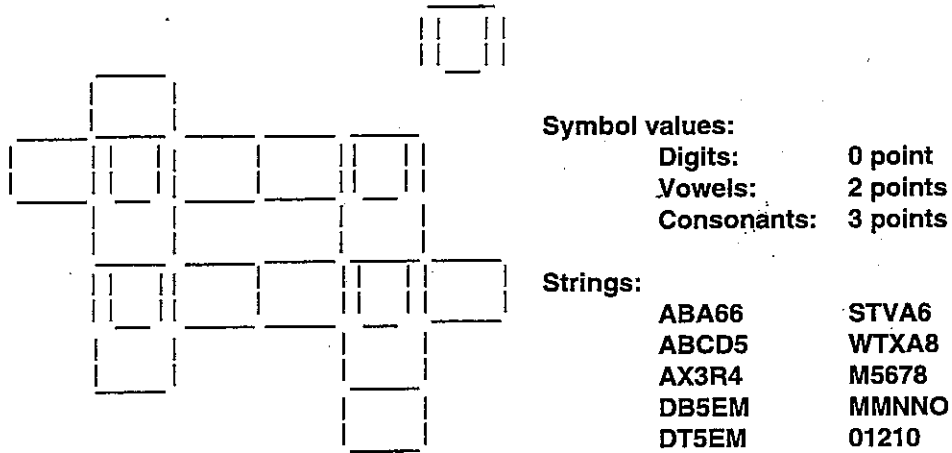 Symbol values:
Digits: 0 point
Vowels: 2 points
Consonants: 3 points
Strings:
ABA66 STVA6
ABCD5 WTXA8
AX3R4 M5678
DB5EM MMNNO
DT5EM 01210